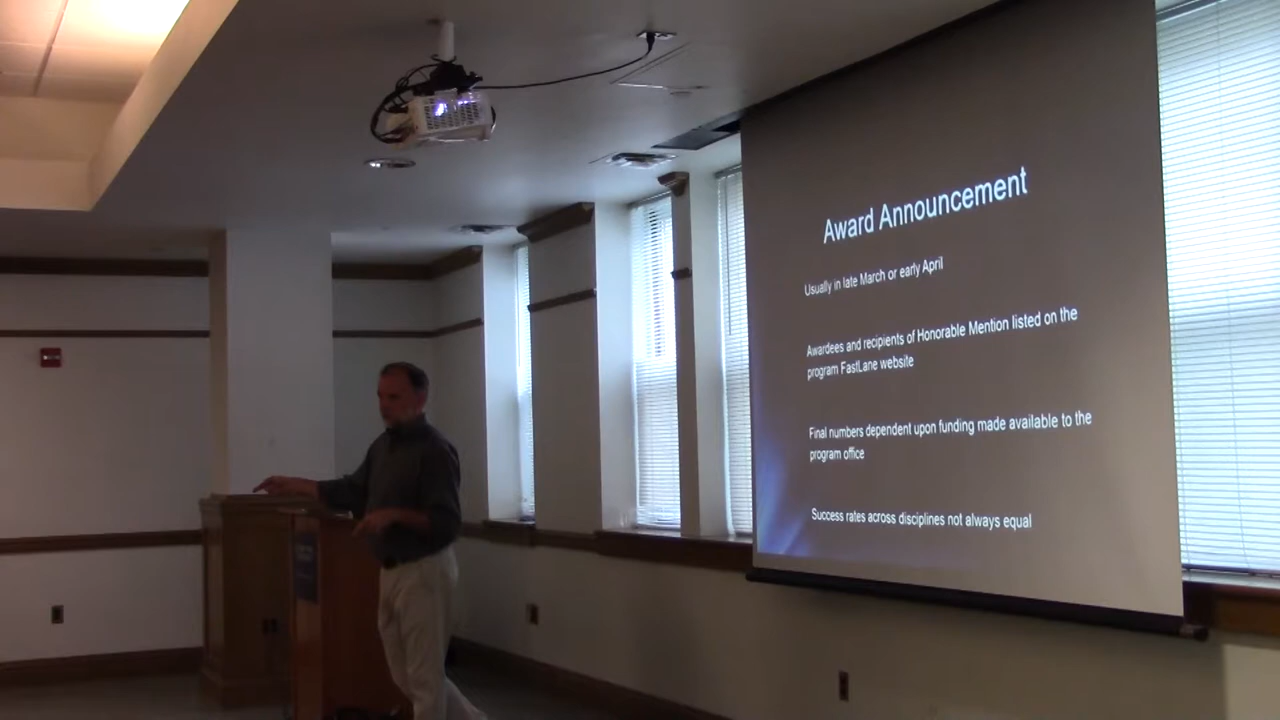 Award Announcement
Usually in late March or early April
Awardees and recipients of Honorable Mention listed on the
program FastLane website
Final numbers dependent upon funding made available to the
program office
Success rates across disciplines not always equal